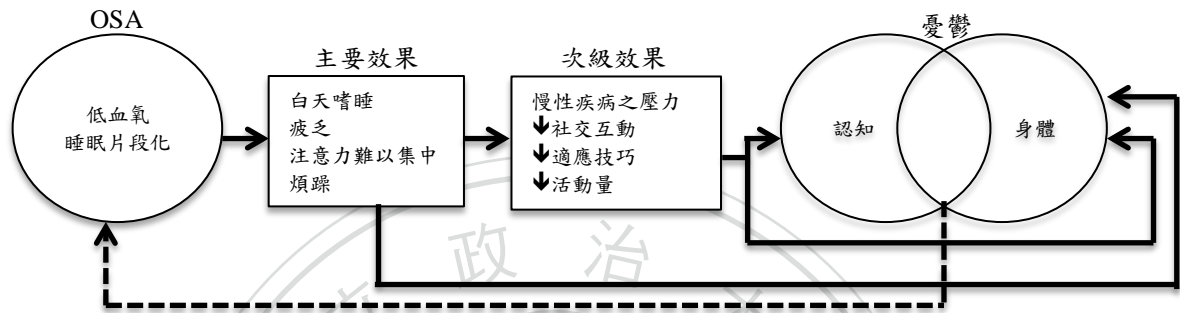 OSA
低血氧
睡眠片段化
主要效果
白天嗜睡
疲乏
注意力難以集中
煩躁
次級效果
慢性疾病之壓力
🡻社交互動
🡻適應技巧
🡻活動量
憂鬱
認知
身體
政 治